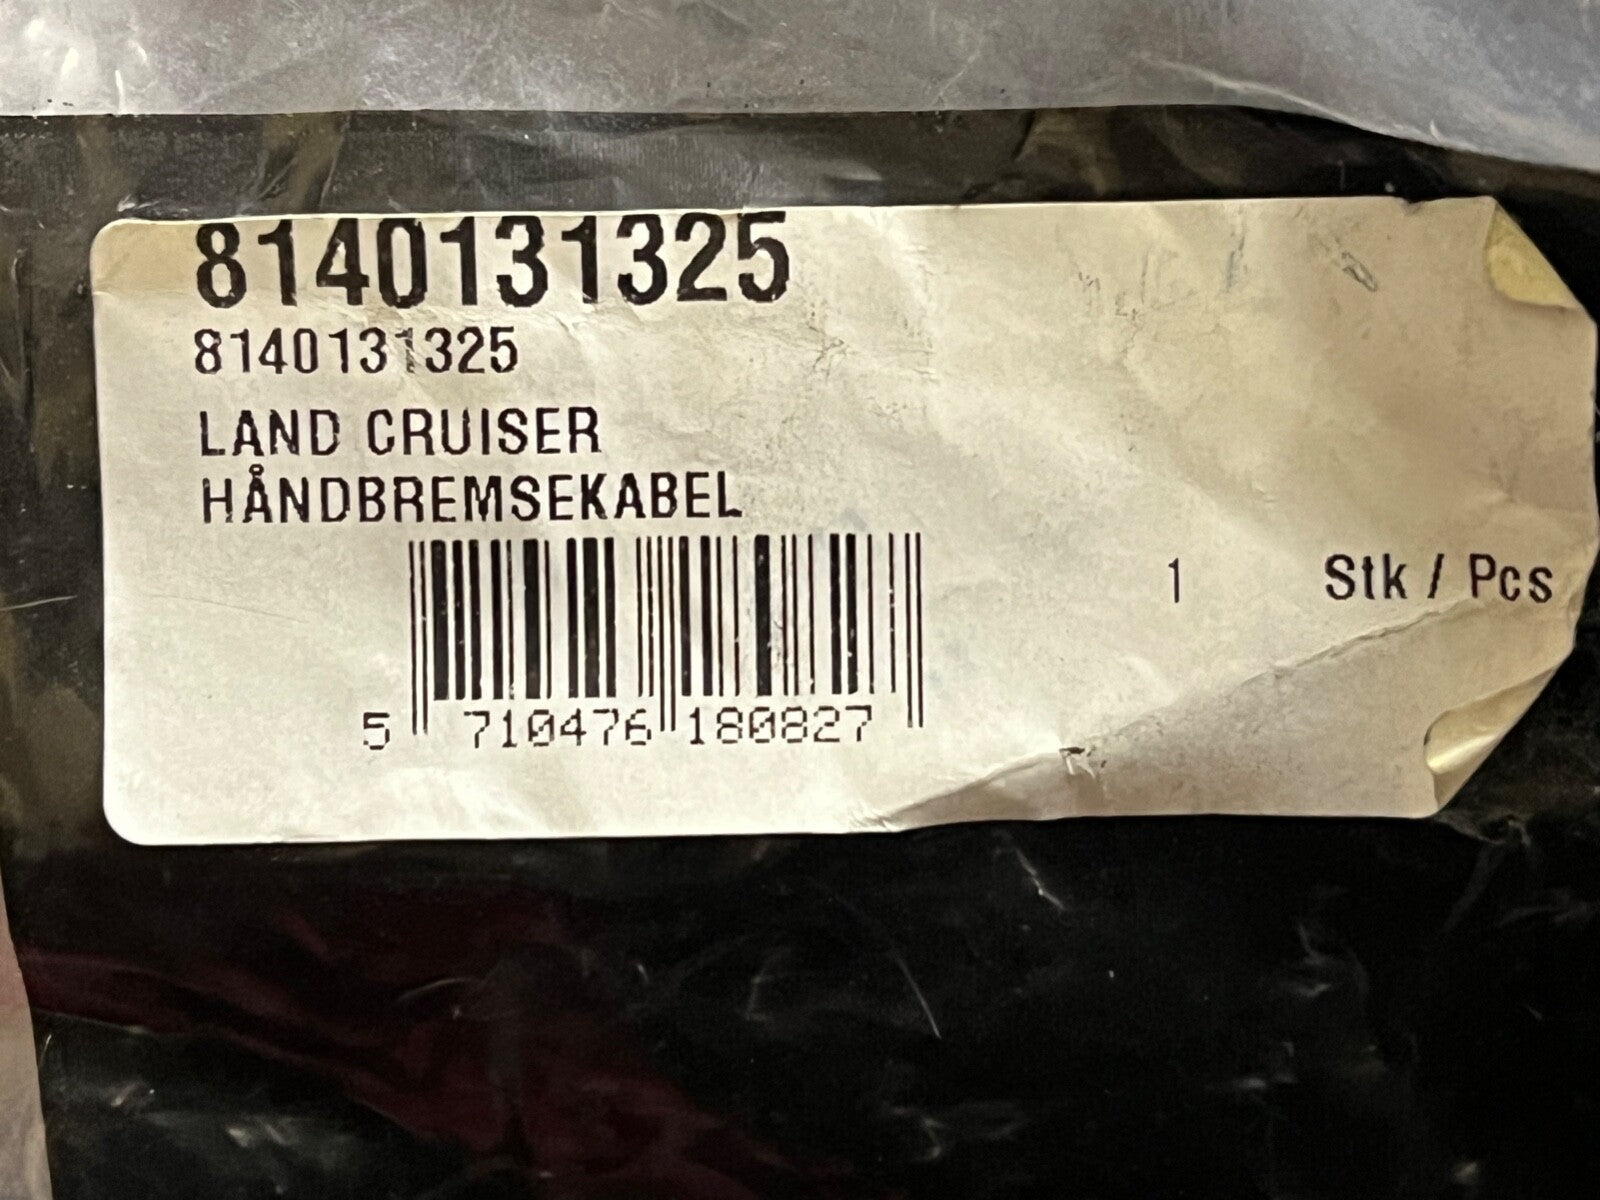 8140131325
8140131325
LAND CRUISER
HÅNDBREMSEKABEL
1 Stk / Pcs
5 710476 180827